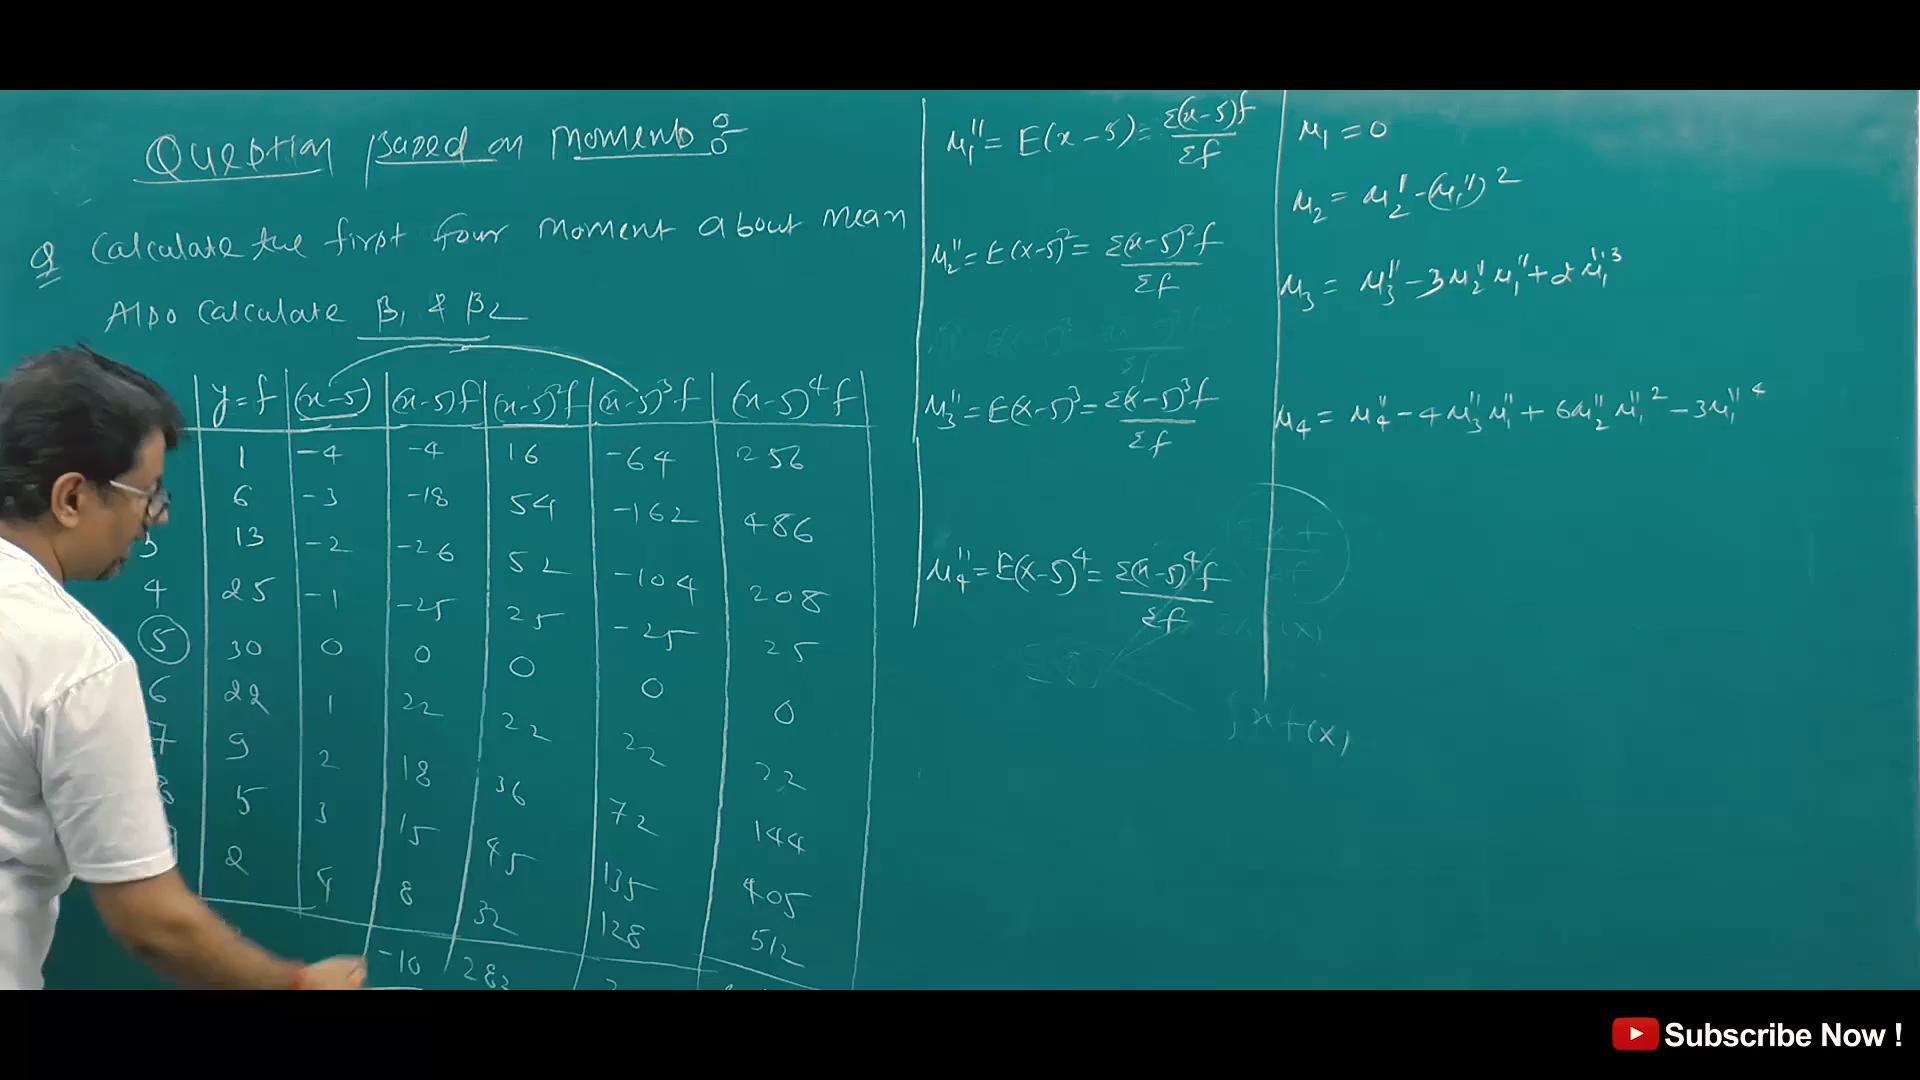 Question Based on Moments :
Q Calculate the first four moment about mean
Also calculate β1 & β2
y=f (x-5) (x-5)f (x-5)²f (x-5)³f (x-5)⁴f
1 -4 -4 16 -64 256
6 -3 -18 54 -162 486
3 13 -2 -26 52 -104 208
4 25 -1 -25 25 -25 25
5 30 0 0 0 0 0
6 22 1 22 22 22 22
7 9 2 18 36 72 144
8 5 3 15 45 135 405
2 4 8 32 128 512
-10 282
μ1'' = E(x-5) = Σ(x-5)f / Σf
μ2'' = E(x-5)² = Σ(x-5)²f / Σf
μ3'' = E(x-5)³ = Σ(x-5)³f / Σf
μ4'' = E(x-5)⁴ = Σ(x-5)⁴f / Σf
μ1 = 0
μ2 = μ2'' - (μ1'')²
μ3 = μ3'' - 3μ2''μ1'' + 2μ1''³
μ4 = μ4'' - 4μ3''μ1'' + 6μ2''μ1''² - 3μ1''⁴
Subscribe Now !